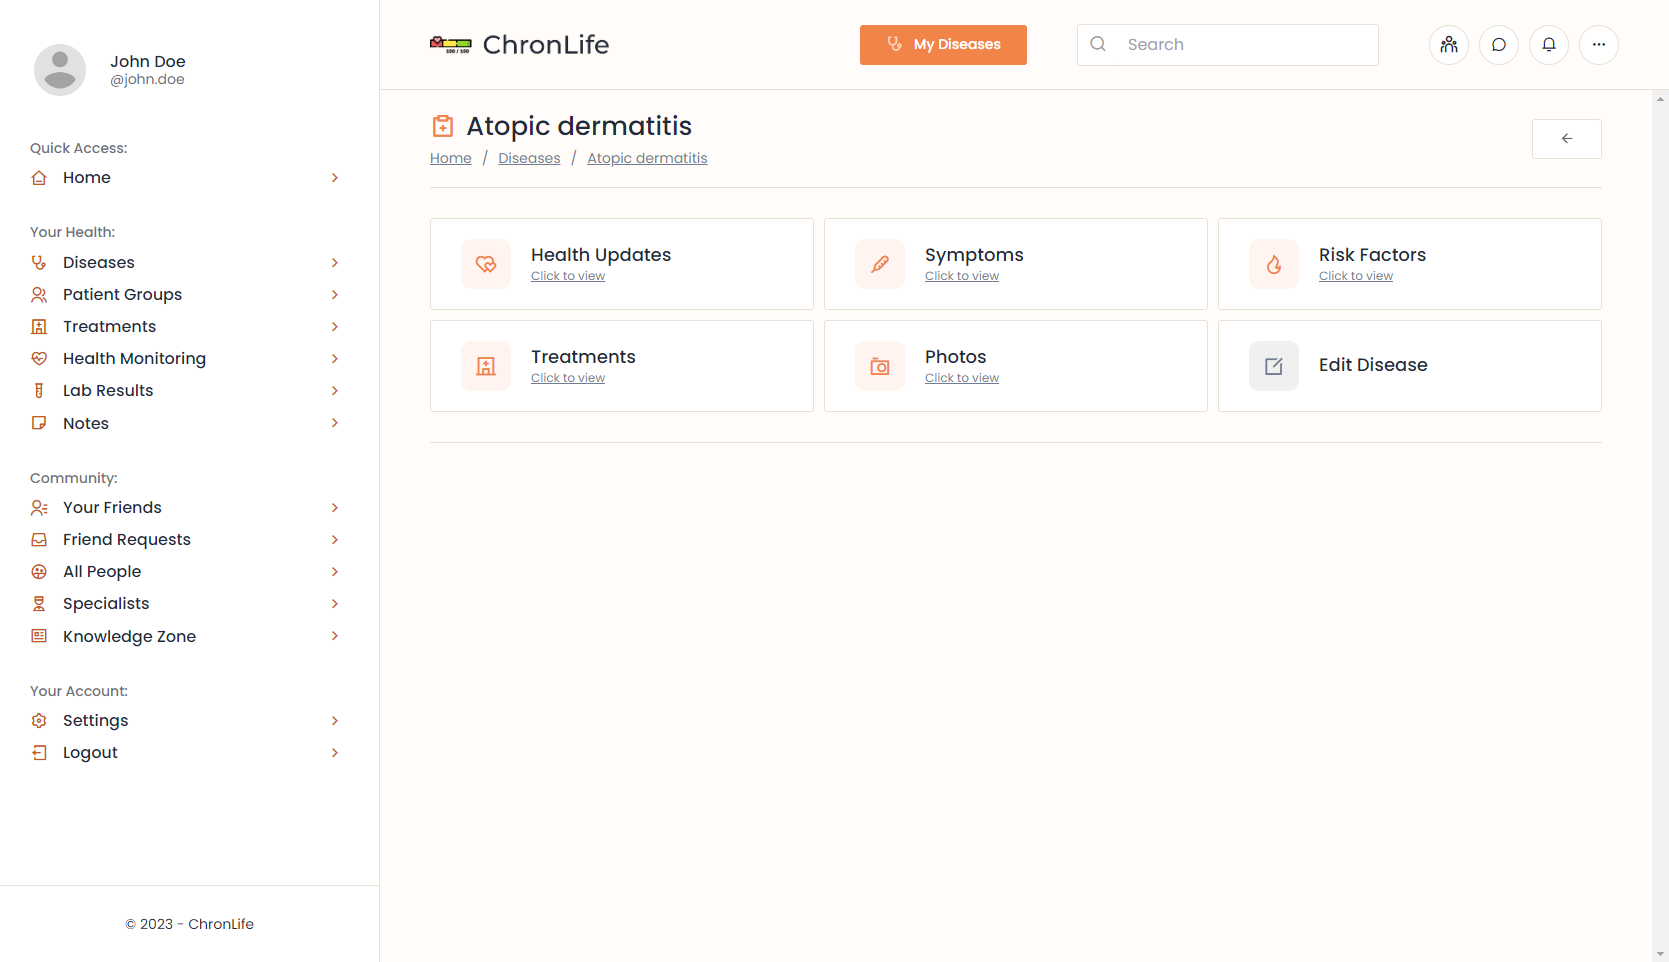 John Doe
@john.doe
Quick Access:
Home
Your Health:
Diseases
Patient Groups
Treatments
Health Monitoring
Lab Results
Notes
Community:
Your Friends
Friend Requests
All People
Specialists
Knowledge Zone
Your Account:
Settings
Logout
© 2023 - ChronLife
100 / 100
ChronLife
My Diseases
Search
Atopic dermatitis
Home / Diseases / Atopic dermatitis
Health Updates
Click to view
Symptoms
Click to view
Risk Factors
Click to view
Treatments
Click to view
Photos
Click to view
Edit Disease